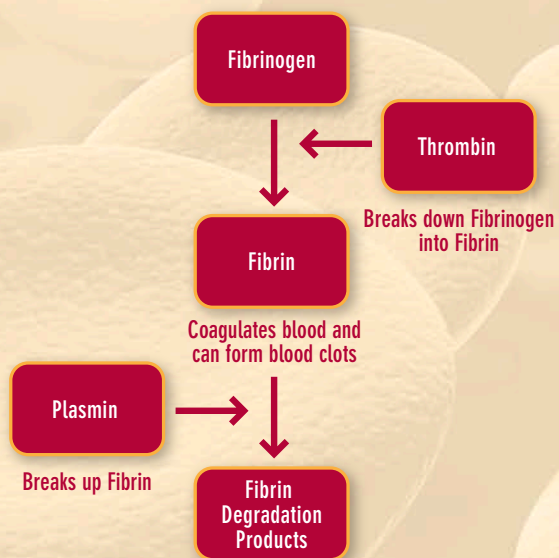 Fibrinogen
Thrombin
Breaks down Fibrinogen
into Fibrin
Fibrin
Coagulates blood and
can form blood clots
Plasmin
Breaks up Fibrin
Fibrin
Degradation
Products